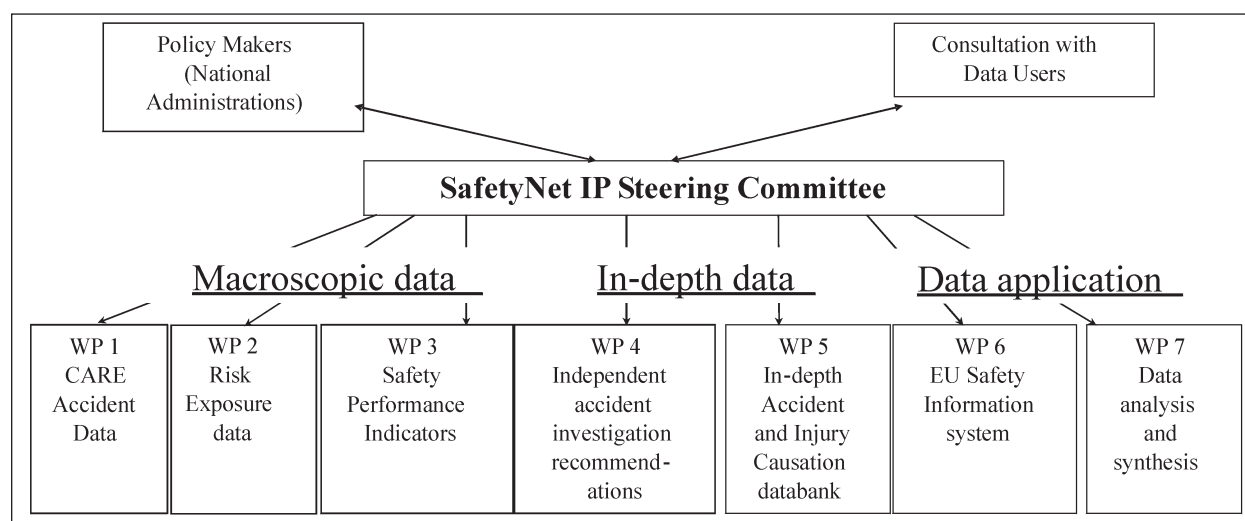 Policy Makers
(National
Administrations)
Consultation with
Data Users
SafetyNet IP Steering Committee
Macroscopic data
In-depth data
Data application
WP 1
CARE
Accident
Data
WP 2
Risk
Exposure
data
WP 3
Safety
Performance
Indicators
WP 4
Independent
accident
investigation
recommend-
ations
WP 5
In-depth
Accident
and Injury
Causation
databank
WP 6
EU Safety
Information
system
WP 7
Data
analysis
and
synthesis